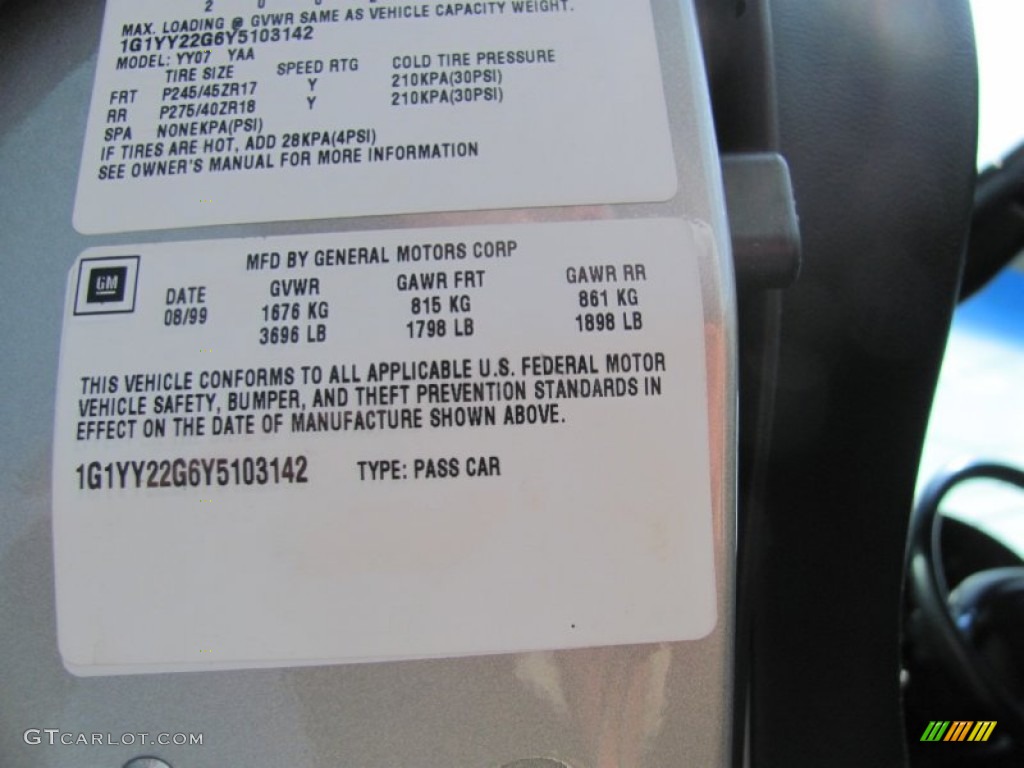 MAX. LOADING @ GVWR SAME AS VEHICLE CAPACITY WEIGHT.
1G1YY22G6Y5103142
MODEL: YY07 YAA
TIRE SIZE SPEED RTG COLD TIRE PRESSURE
FRT P245/45ZR17 Y 210KPA(30PSI)
RR P275/40ZR18 Y 210KPA(30PSI)
SPA NONEKPA(PSI)
IF TIRES ARE HOT, ADD 28KPA(4PSI)
SEE OWNER'S MANUAL FOR MORE INFORMATION
MFD BY GENERAL MOTORS CORP
GM DATE GVWR GAWR FRT GAWR RR
08/99 1676 KG 815 KG 861 KG
3696 LB 1798 LB 1898 LB
THIS VEHICLE CONFORMS TO ALL APPLICABLE U.S. FEDERAL MOTOR
VEHICLE SAFETY, BUMPER, AND THEFT PREVENTION STANDARDS IN
EFFECT ON THE DATE OF MANUFACTURE SHOWN ABOVE.
1G1YY22G6Y5103142 TYPE: PASS CAR
GTCARLOT.COM